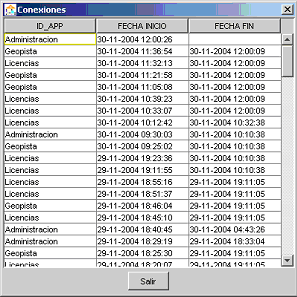 Conexiones
ID_APP FECHA INICIO FECHA FIN
Administracion 30-11-2004 12:00:26
Geopista 30-11-2004 11:36:54 30-11-2004 12:00:09
Licencias 30-11-2004 11:32:13 30-11-2004 12:00:09
Geopista 30-11-2004 11:21:58 30-11-2004 12:00:09
Geopista 30-11-2004 11:06:58 30-11-2004 12:00:09
Licencias 30-11-2004 10:39:23 30-11-2004 12:00:09
Licencias 30-11-2004 10:33:07 30-11-2004 12:00:09
Licencias 30-11-2004 10:12:42 30-11-2004 10:32:38
Administracion 30-11-2004 09:30:03 30-11-2004 10:10:38
Geopista 30-11-2004 09:25:02 30-11-2004 10:10:38
Licencias 29-11-2004 19:23:36 30-11-2004 10:10:38
Licencias 29-11-2004 19:11:55 30-11-2004 10:10:38
Licencias 29-11-2004 18:55:16 29-11-2004 19:11:05
Licencias 29-11-2004 18:51:37 29-11-2004 19:11:05
Geopista 29-11-2004 18:46:04 29-11-2004 19:11:05
Licencias 29-11-2004 18:45:10 29-11-2004 19:11:05
Administracion 29-11-2004 18:40:45 30-11-2004 04:43:26
Administracion 29-11-2004 18:29:19 29-11-2004 18:33:04
Geopista 29-11-2004 18:25:30 29-11-2004 19:11:05
Licencias 29-11-2004 18:20:07 29-11-2004 19:11:05
Salir